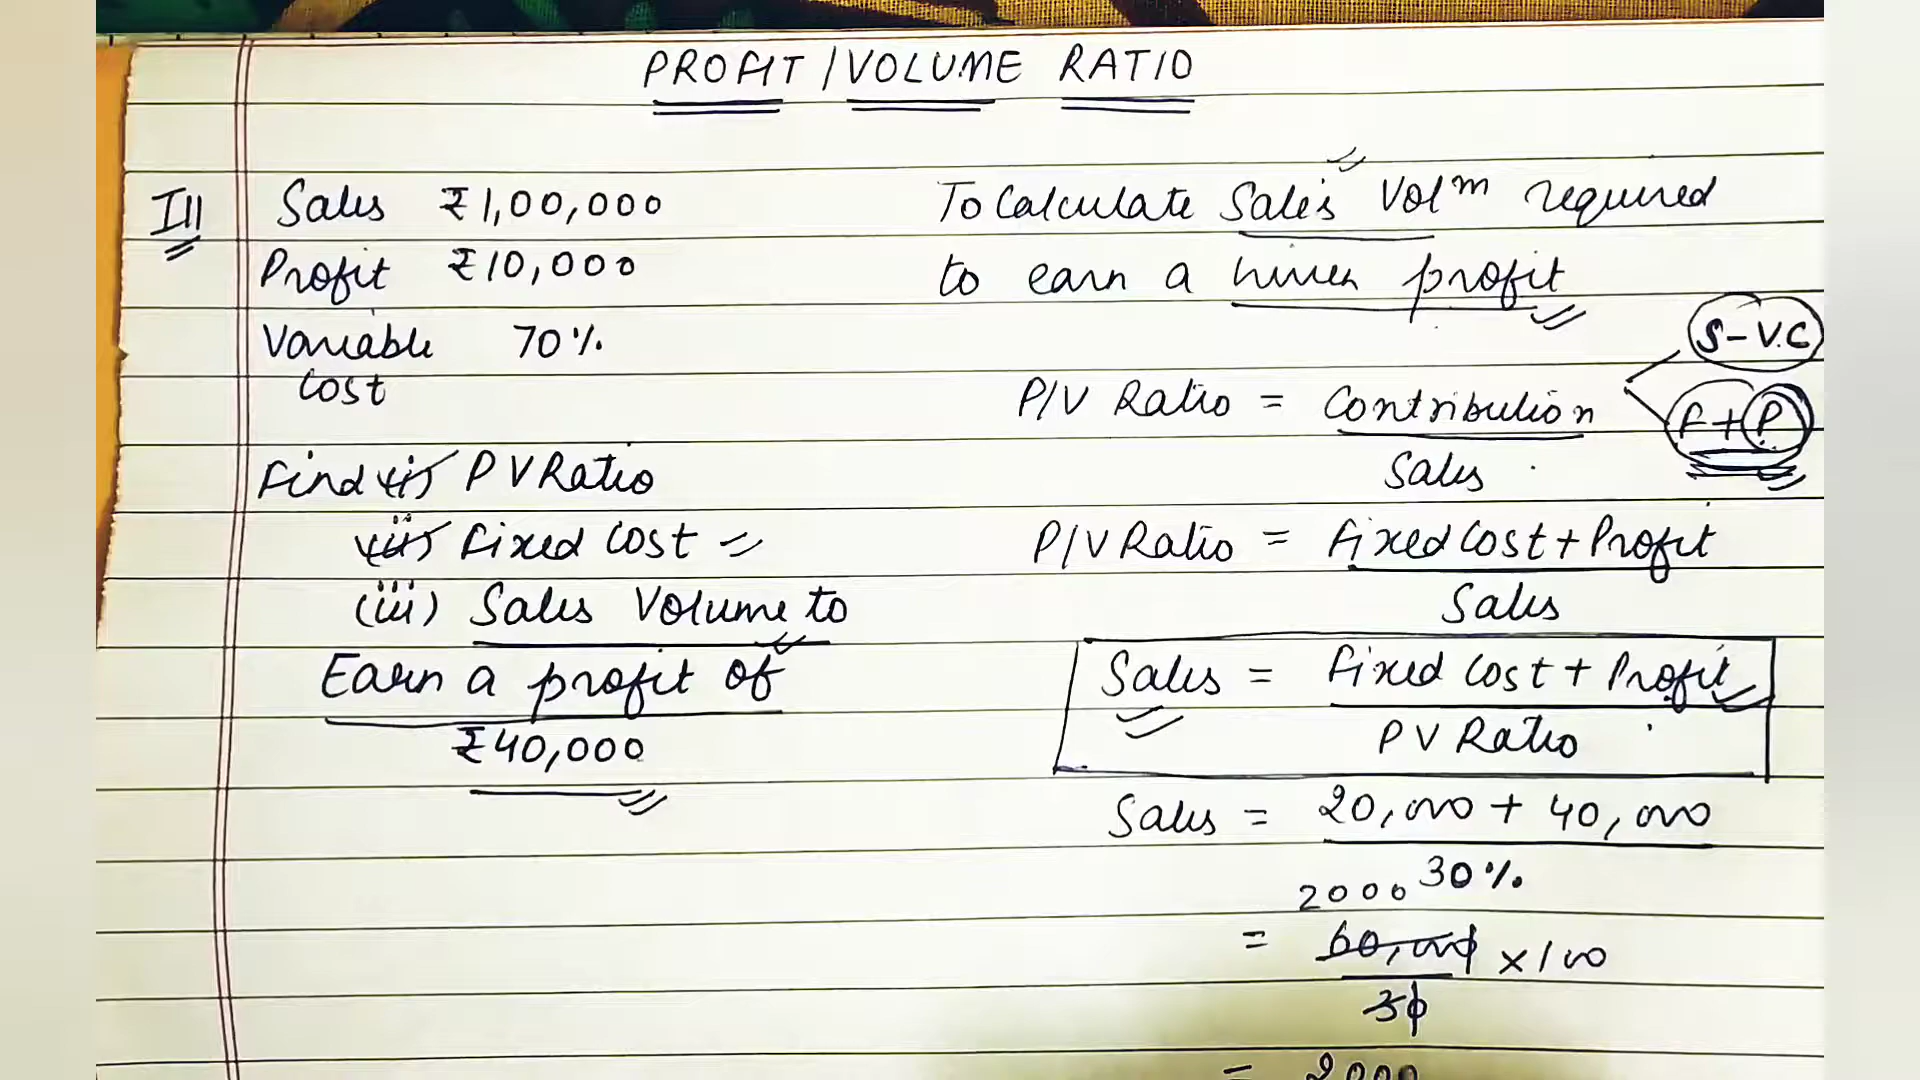 PROFIT / VOLUME RATIO
III Sales ₹1,00,000
Profit ₹10,000
Variable 70%
Cost
Find (i) PV Ratio
(ii) Fixed Cost =
(iii) Sales Volume to
Earn a profit of
₹40,000
To Calculate Sales Volm required
to earn a profit
S-V.C
P/V Ratio = Contribution
F+P
Sales
P/V Ratio = Fixed Cost + Profit
Sales
Sales = Fixed Cost + Profit
PV Ratio
Sales = 20,000 + 40,000
30%
2000
= 60,000 x 100
30
= 2000